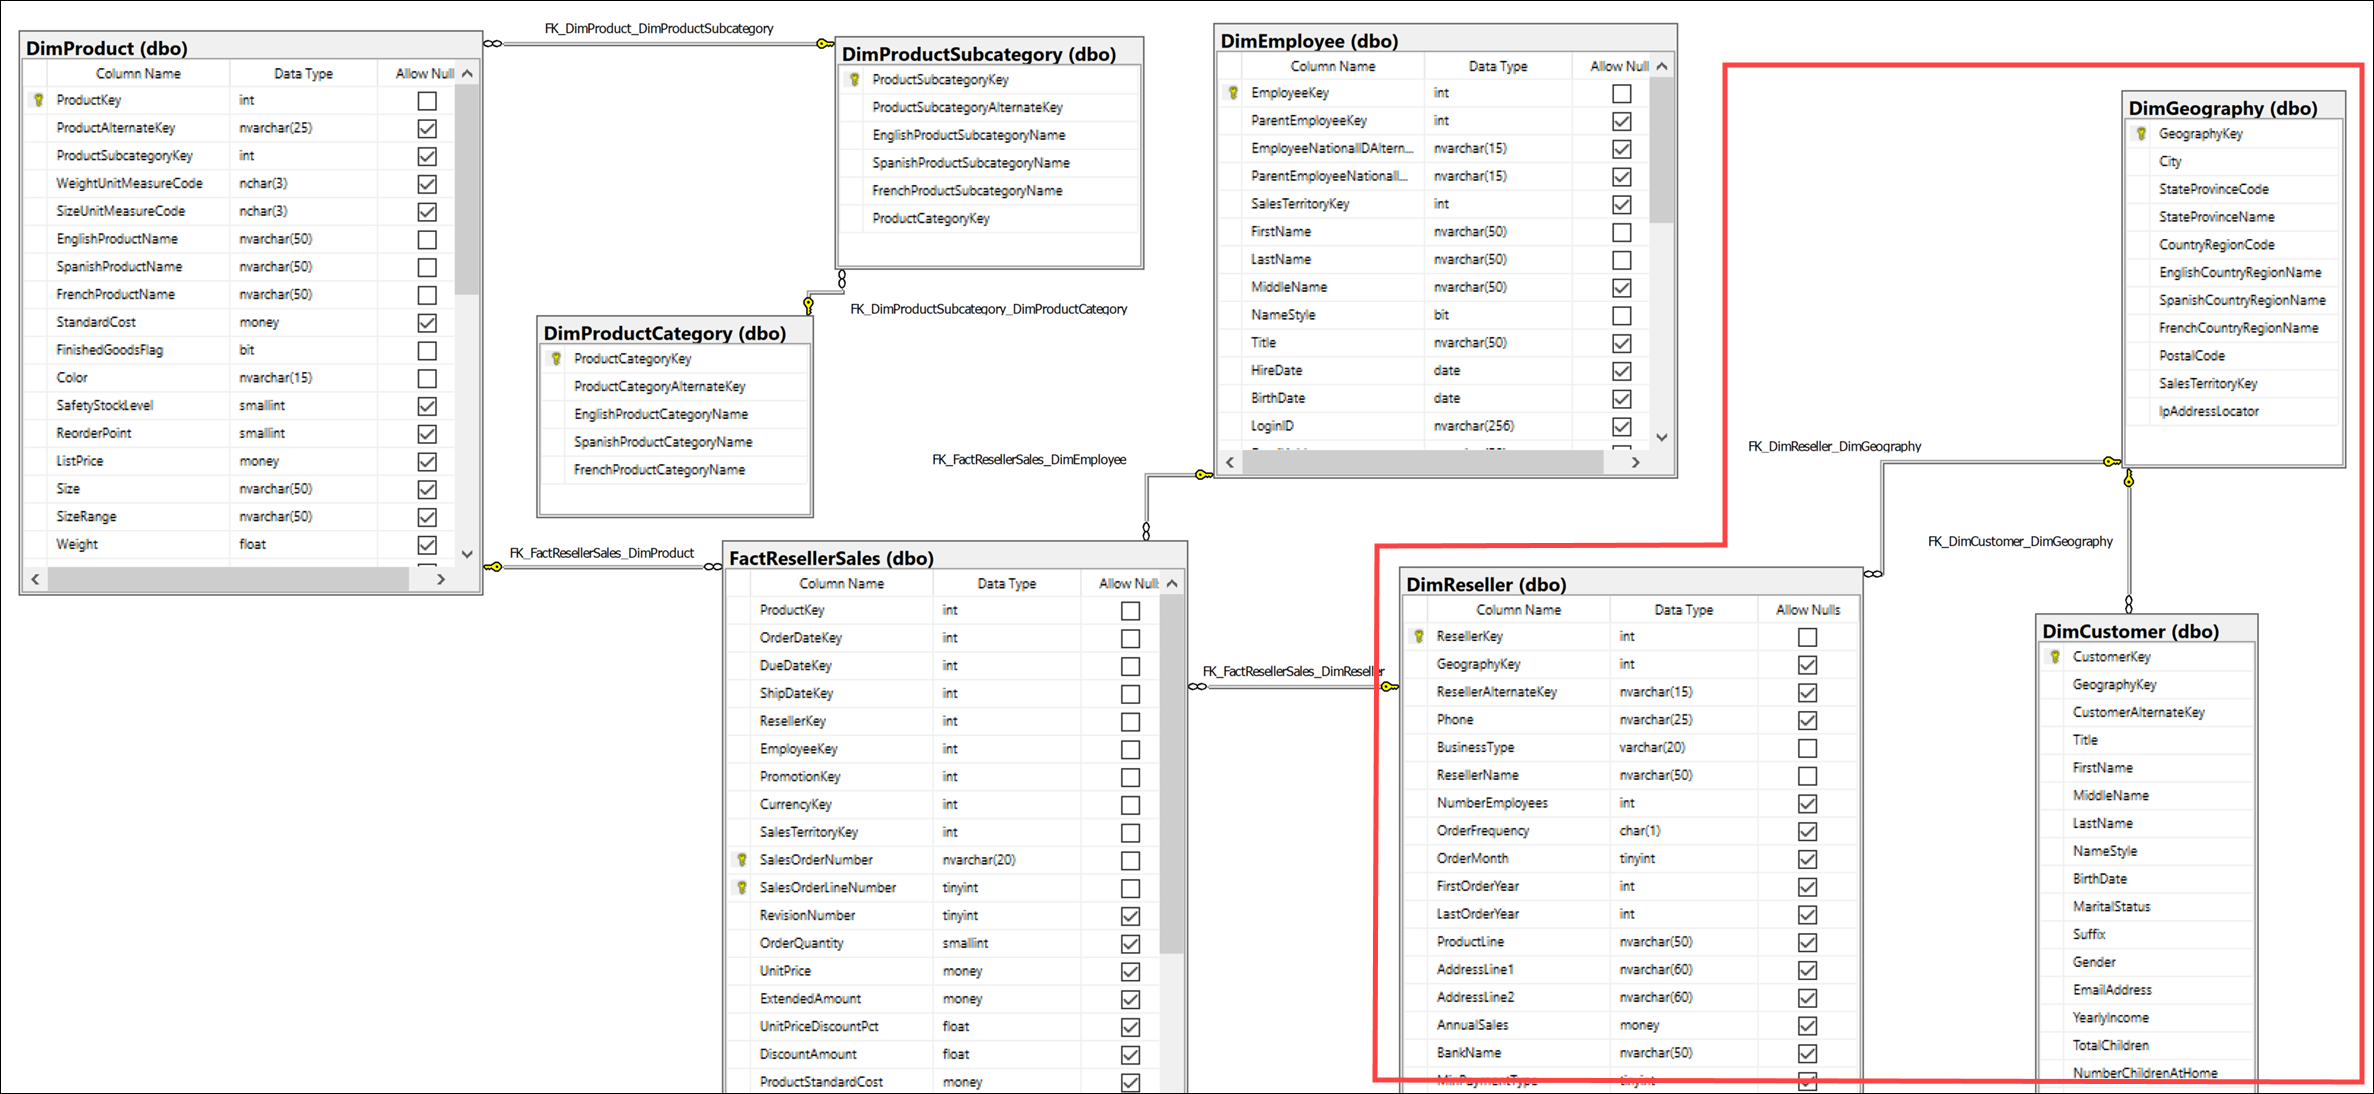 FK_DimProduct_DimProductSubcategory
DimProduct (dbo)
Column Name Data Type Allow Null
ProductKey int
ProductAlternateKey nvarchar(25)
ProductSubcategoryKey int
WeightUnitMeasureCode nchar(3)
SizeUnitMeasureCode nchar(3)
EnglishProductName nvarchar(50)
SpanishProductName nvarchar(50)
FrenchProductName nvarchar(50)
StandardCost money
FinishedGoodsFlag bit
Color nvarchar(15)
SafetyStockLevel smallint
ReorderPoint smallint
ListPrice money
Size nvarchar(50)
SizeRange nvarchar(50)
Weight float
DimProductSubcategory (dbo)
ProductSubcategoryKey
ProductSubcategoryAlternateKey
EnglishProductSubcategoryName
SpanishProductSubcategoryName
FrenchProductSubcategoryName
ProductCategoryKey
FK_DimProductSubcategory_DimProductCategory
DimProductCategory (dbo)
ProductCategoryKey
ProductCategoryAlternateKey
EnglishProductCategoryName
SpanishProductCategoryName
FrenchProductCategoryName
DimEmployee (dbo)
Column Name Data Type Allow Null
EmployeeKey int
ParentEmployeeKey int
EmployeeNationalIDAltern... nvarchar(15)
ParentEmployeeNationalI... nvarchar(15)
SalesTerritoryKey int
FirstName nvarchar(50)
LastName nvarchar(50)
MiddleName nvarchar(50)
NameStyle bit
Title nvarchar(50)
HireDate date
BirthDate date
LoginID nvarchar(256)
DimGeography (dbo)
GeographyKey
City
StateProvinceCode
StateProvinceName
CountryRegionCode
EnglishCountryRegionName
SpanishCountryRegionName
FrenchCountryRegionName
PostalCode
SalesTerritoryKey
IpAddressLocator
FK_DimReseller_DimGeography
FK_FactResellerSales_DimEmployee
FK_DimCustomer_DimGeography
FK_FactResellerSales_DimProduct
FactResellerSales (dbo)
Column Name Data Type Allow Null
ProductKey int
OrderDateKey int
DueDateKey int
ShipDateKey int
ResellerKey int
EmployeeKey int
PromotionKey int
CurrencyKey int
SalesTerritoryKey int
SalesOrderNumber nvarchar(20)
SalesOrderLineNumber tinyint
RevisionNumber tinyint
OrderQuantity smallint
UnitPrice money
ExtendedAmount money
UnitPriceDiscountPct float
DiscountAmount float
ProductStandardCost money
FK_FactResellerSales_DimReseller
DimReseller (dbo)
Column Name Data Type Allow Nulls
ResellerKey int
GeographyKey int
ResellerAlternateKey nvarchar(15)
Phone nvarchar(25)
BusinessType varchar(20)
ResellerName nvarchar(50)
NumberEmployees int
OrderFrequency char(1)
OrderMonth tinyint
FirstOrderYear int
LastOrderYear int
ProductLine nvarchar(50)
AddressLine1 nvarchar(60)
AddressLine2 nvarchar(60)
AnnualSales money
BankName nvarchar(50)
MinPaymentType tinyint
DimCustomer (dbo)
CustomerKey
GeographyKey
CustomerAlternateKey
Title
FirstName
MiddleName
LastName
NameStyle
BirthDate
MaritalStatus
Suffix
Gender
EmailAddress
YearlyIncome
TotalChildren
NumberChildrenAtHome